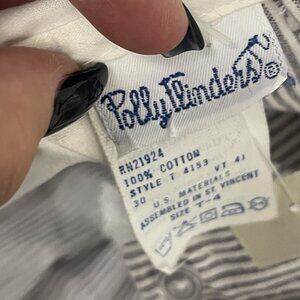 Polly Flinders®
RN21924
100% COTTON
STYLE T 4153 VT 41
30 U.S. MATERIALS
ASSEMBLED IN ST VINCENT
SIZE T-4